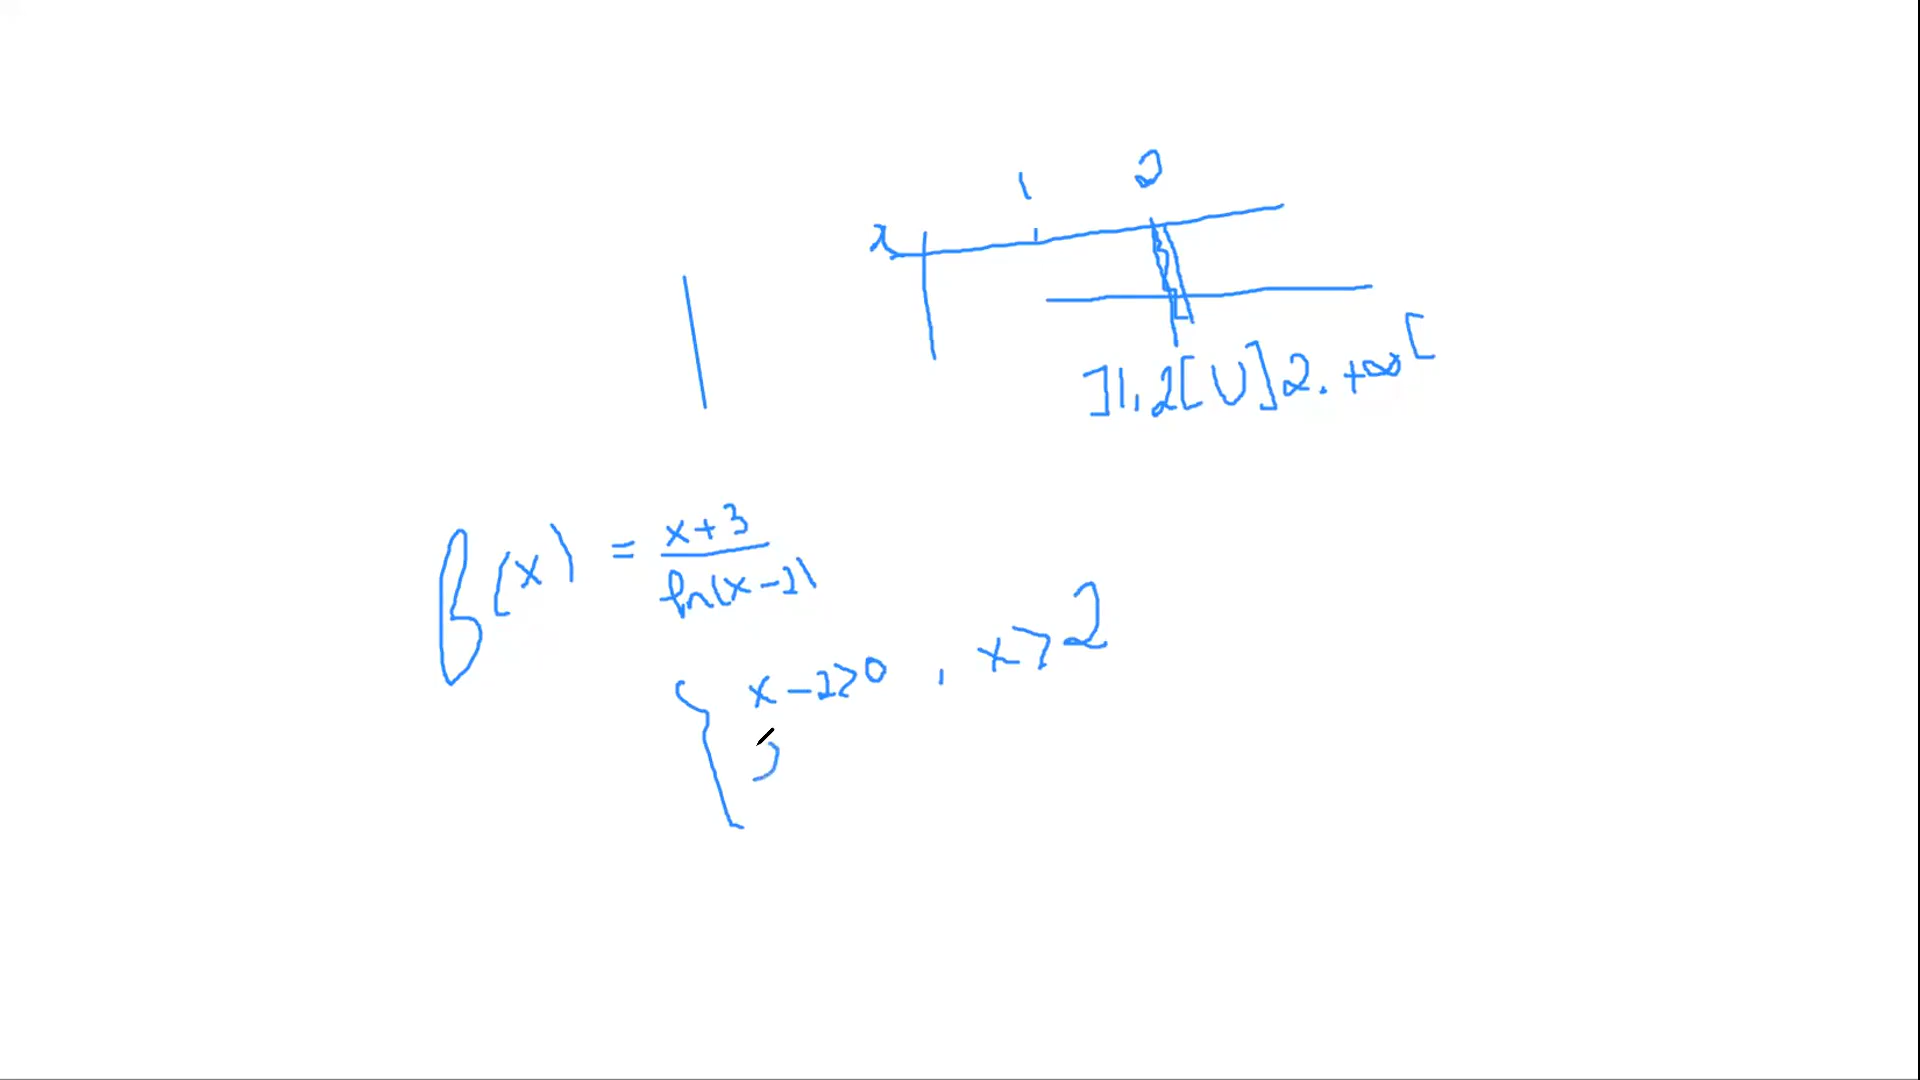 1 2
x
]1,2[U]2.+∞[
f(x) = x+3 / ln(x-2)
x-2>0 , x>2